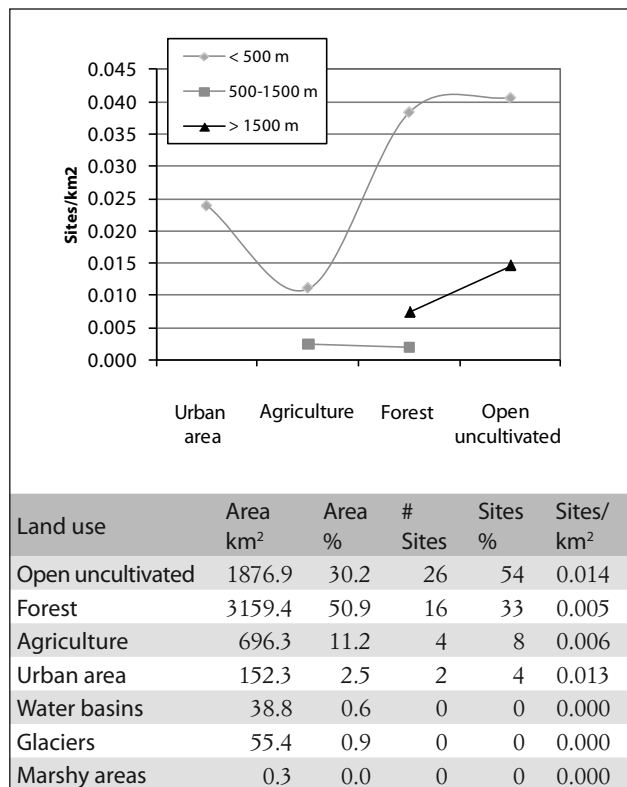 < 500 m
500-1500 m
> 1500 m
0.045
0.040
0.035
0.030
0.025
0.020
0.015
0.010
0.005
0.000
Sites/km2
Urban area
Agriculture
Forest
Open uncultivated
Land use Area km² Area % # Sites Sites % Sites/ km²
Open uncultivated 1876.9 30.2 26 54 0.014
Forest 3159.4 50.9 16 33 0.005
Agriculture 696.3 11.2 4 8 0.006
Urban area 152.3 2.5 2 4 0.013
Water basins 38.8 0.6 0 0 0.000
Glaciers 55.4 0.9 0 0 0.000
Marshy areas 0.3 0.0 0 0 0.000